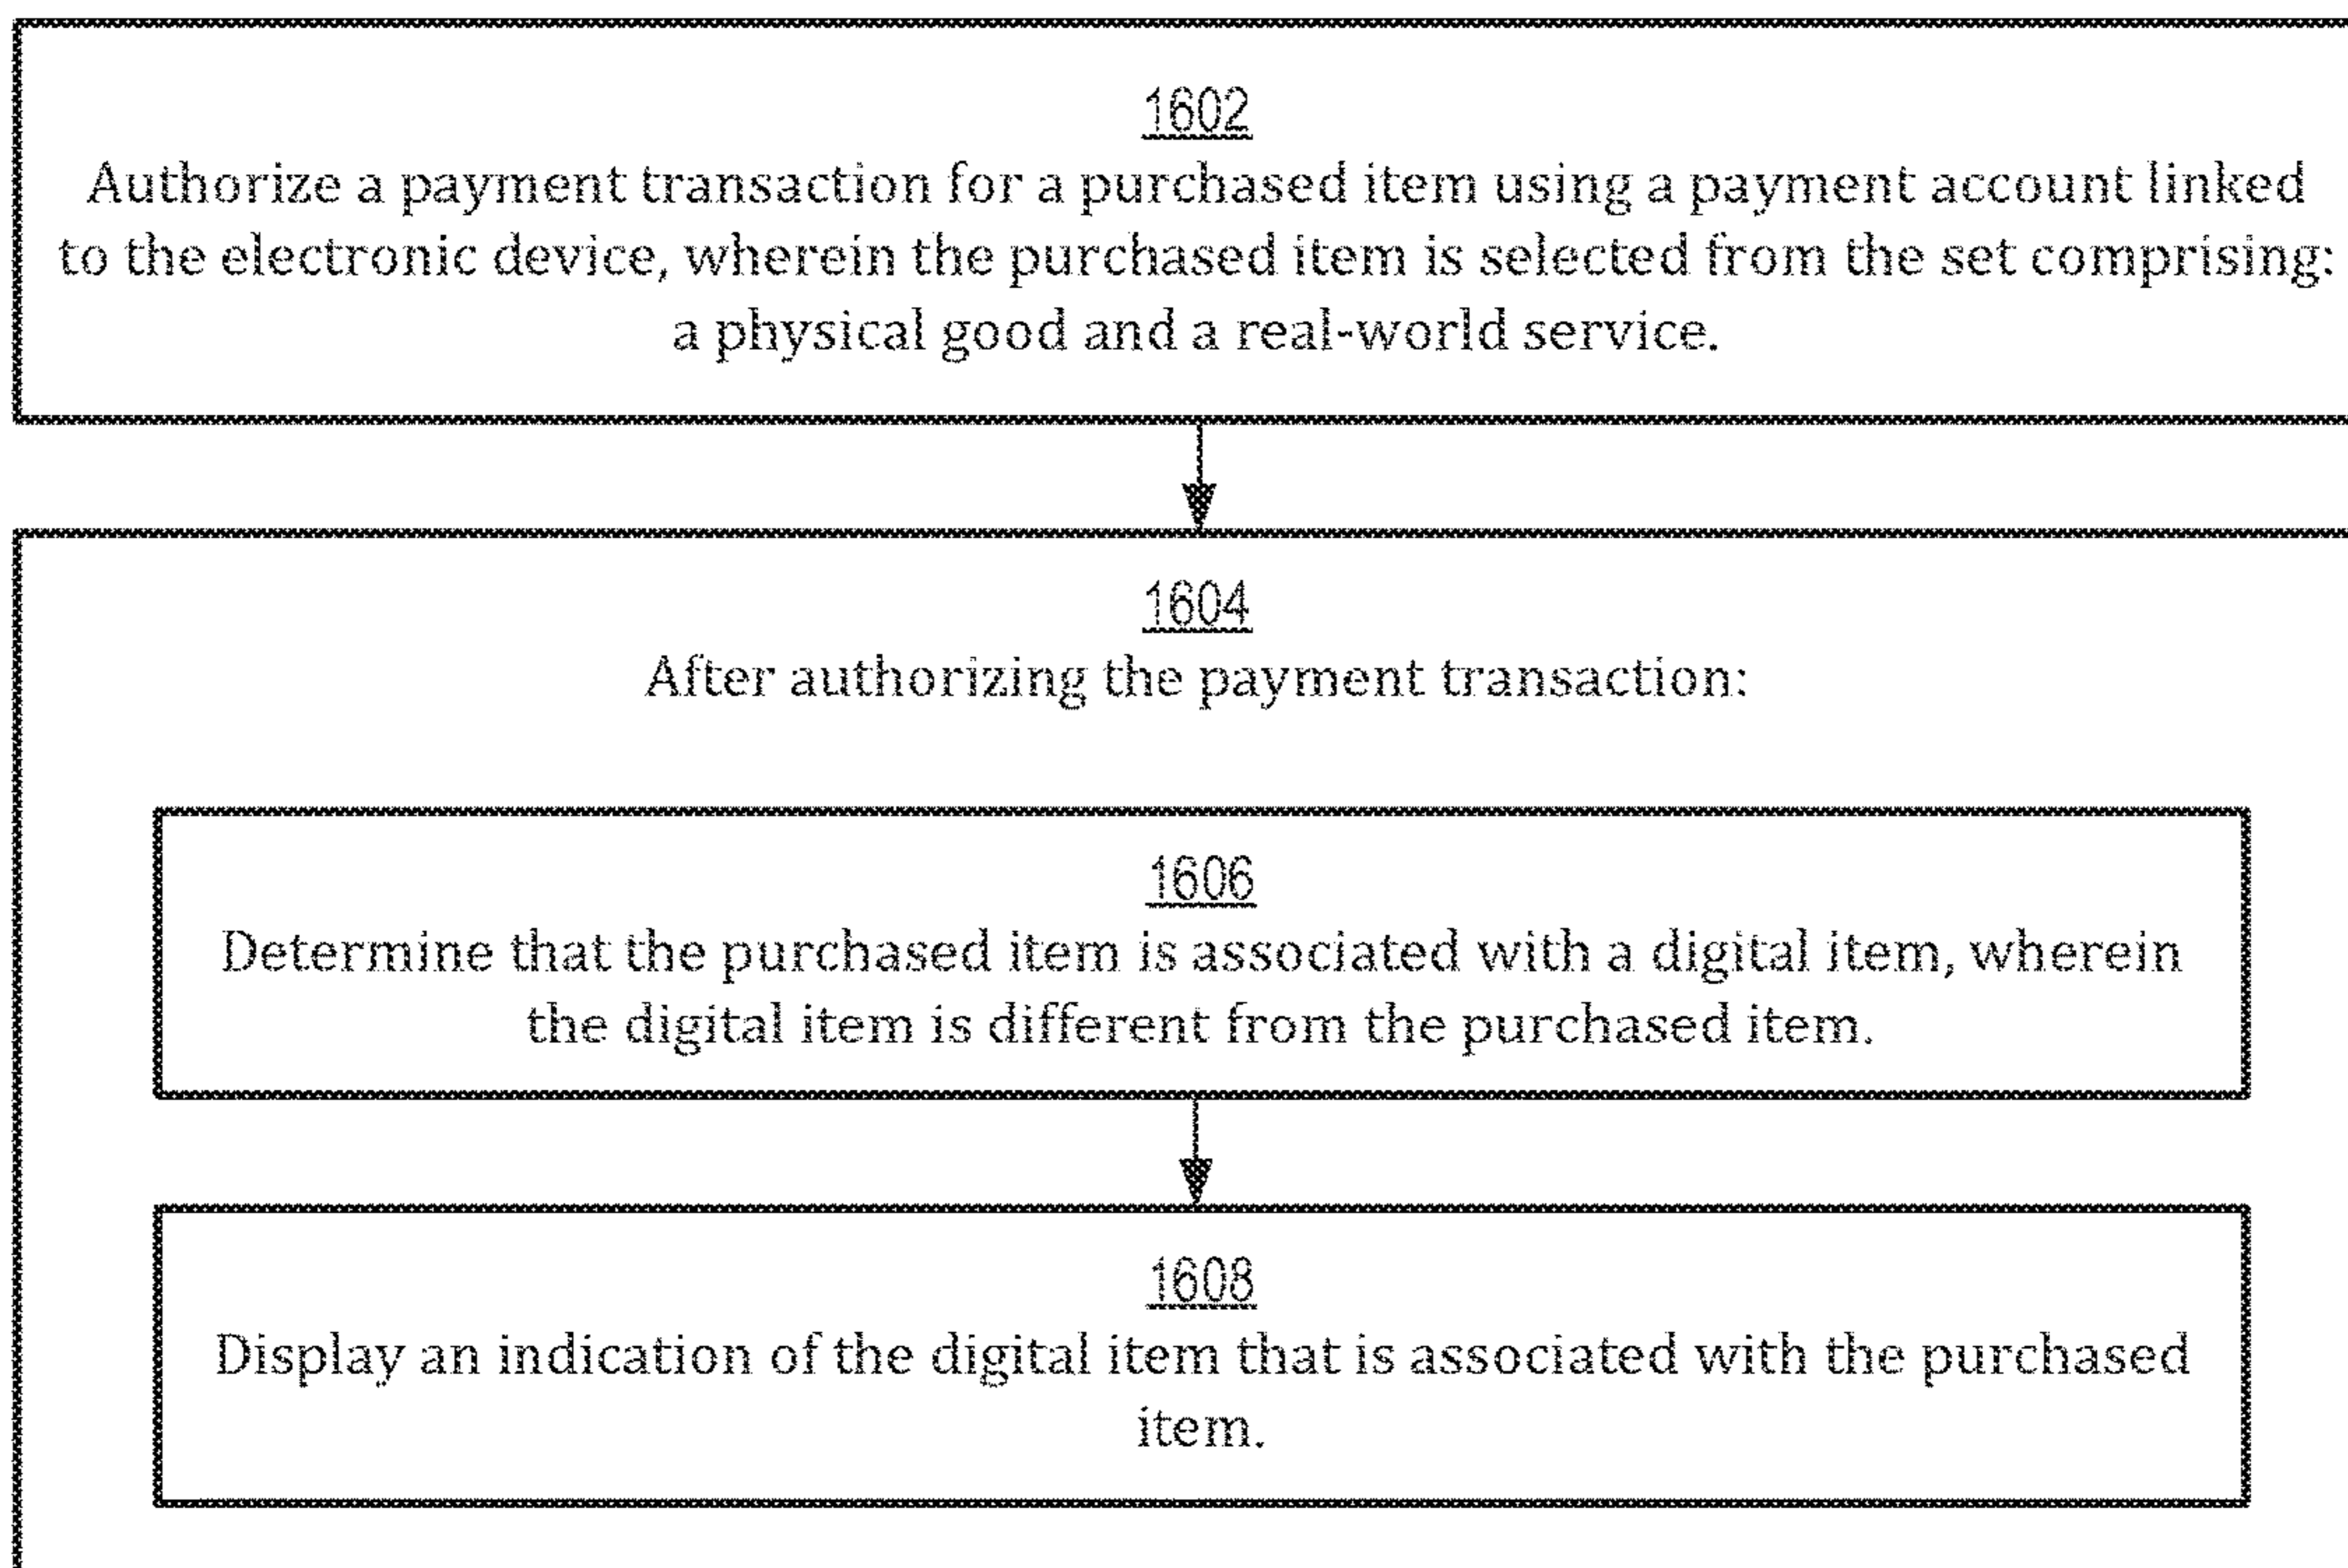 1602
Authorize a payment transaction for a purchased item using a payment account linked
to the electronic device, wherein the purchased item is selected from the set comprising:
a physical good and a real-world service.
1604
After authorizing the payment transaction:
1606
Determine that the purchased item is associated with a digital item, wherein
the digital item is different from the purchased item.
1608
Display an indication of the digital item that is associated with the purchased
item.